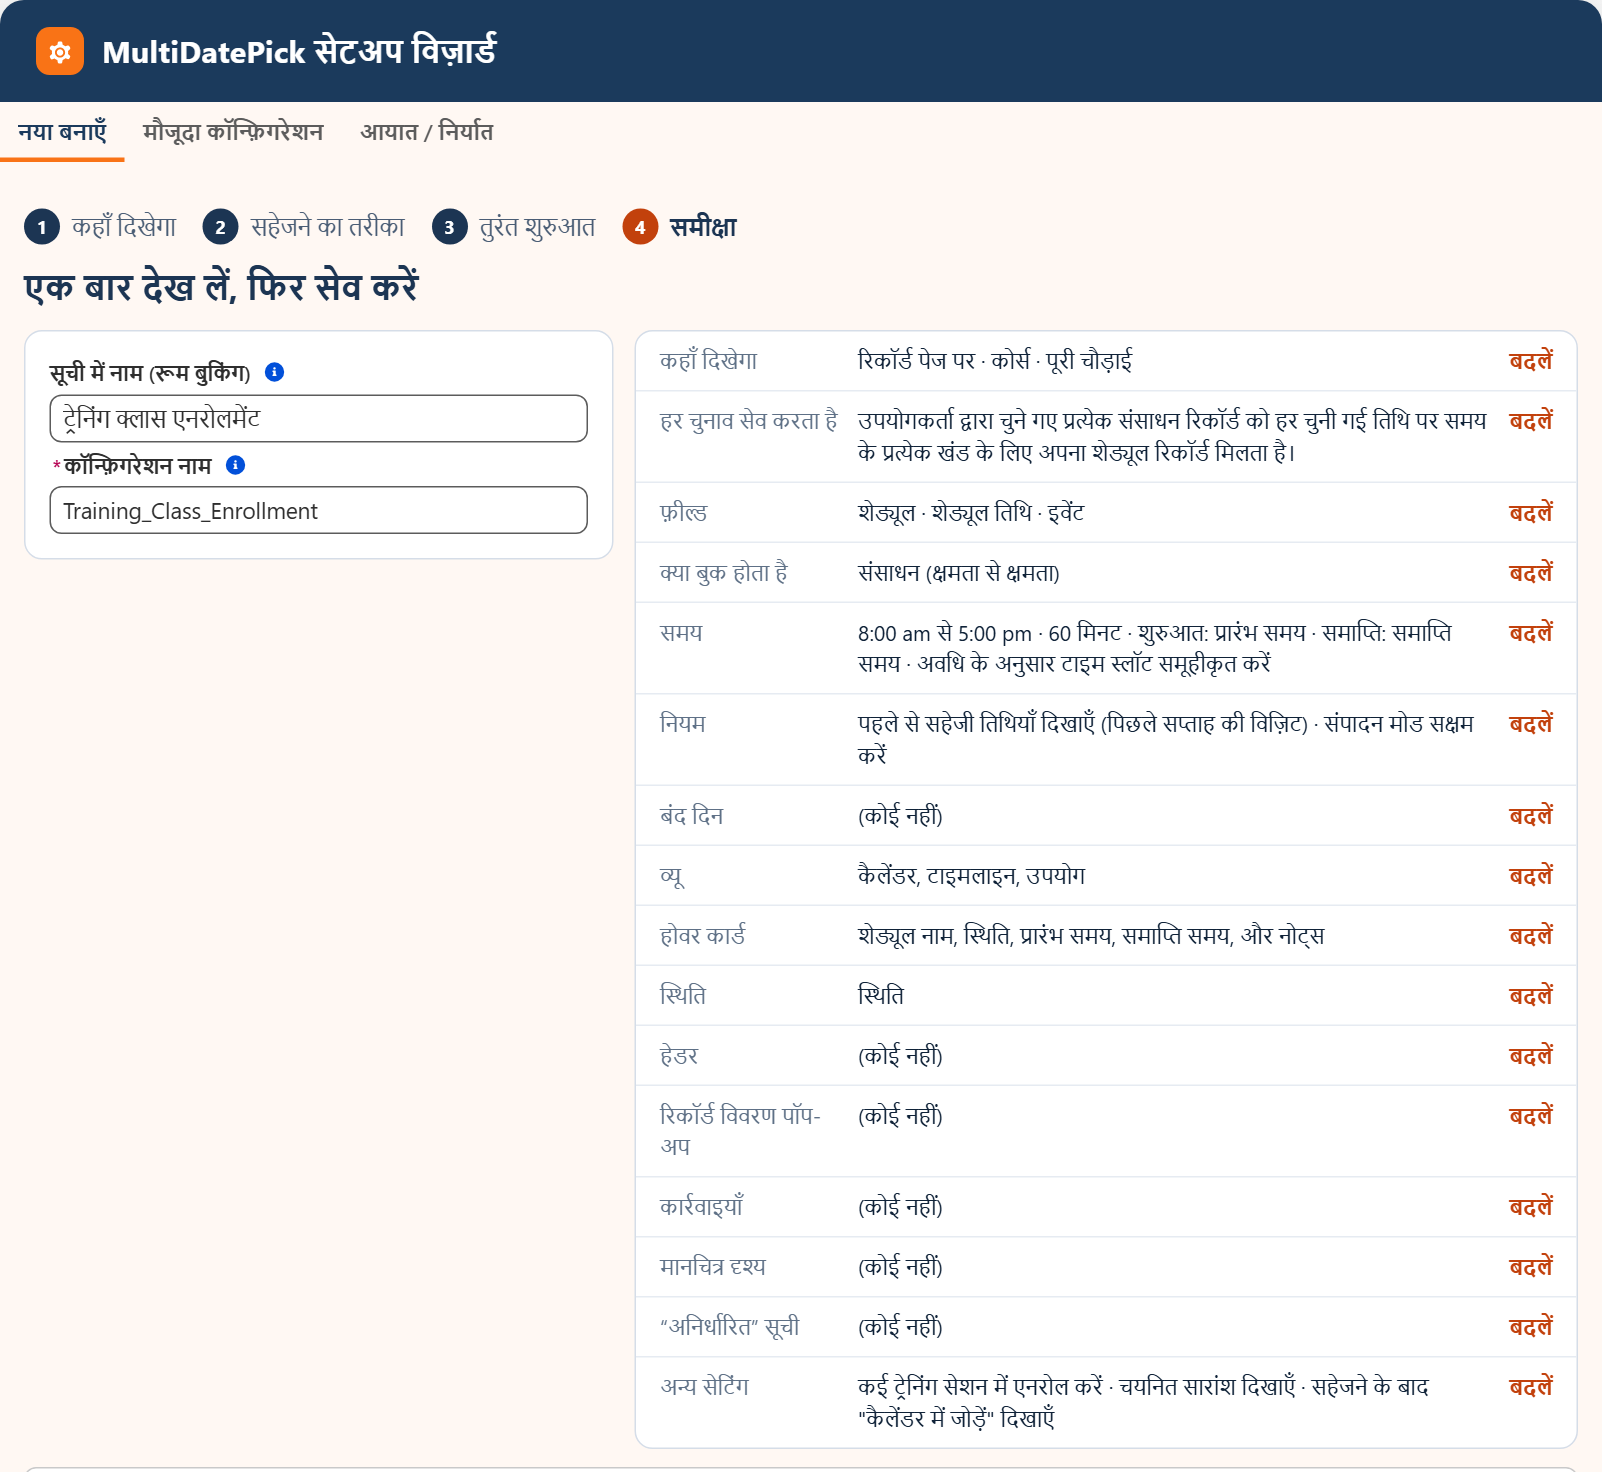 MultiDatePick सेटअप विज़ार्ड
नया बनाएँ मौजूदा कॉन्फ़िगरेशन आयात / निर्यात
1 कहाँ दिखेगा 2 सहेजने का तरीका 3 तुरंत शुरुआत 4 समीक्षा
एक बार देख लें, फिर सेव करें
सूची में नाम (रूम बुकिंग)
ट्रेनिंग क्लास एनरोलमेंट
*कॉन्फ़िगरेशन नाम
Training_Class_Enrollment
कहाँ दिखेगा रिकॉर्ड पेज पर · कोर्स · पूरी चौड़ाई बदलें
हर चुनाव सेव करता है उपयोगकर्ता द्वारा चुने गए प्रत्येक संसाधन रिकॉर्ड को हर चुनी गई तिथि पर समय बदलें
के प्रत्येक खंड के लिए अपना शेड्यूल रिकॉर्ड मिलता है।
फ़ील्ड शेड्यूल · शेड्यूल तिथि · इवेंट बदलें
क्या बुक होता है संसाधन (क्षमता से क्षमता) बदलें
समय 8:00 am से 5:00 pm · 60 मिनट · शुरुआत: प्रारंभ समय · समाप्ति: समाप्ति बदलें
समय · अवधि के अनुसार टाइम स्लॉट समूहीकृत करें
नियम पहले से सहेजी तिथियाँ दिखाएँ (पिछले सप्ताह की विज़िट) · संपादन मोड सक्षम बदलें
करें
बंद दिन (कोई नहीं) बदलें
व्यू कैलेंडर, टाइमलाइन, उपयोग बदलें
होवर कार्ड शेड्यूल नाम, स्थिति, प्रारंभ समय, समाप्ति समय, और नोट्स बदलें
स्थिति स्थिति बदलें
हेडर (कोई नहीं) बदलें
रिकॉर्ड विवरण पॉप- (कोई नहीं) बदलें
अप
कार्रवाइयाँ (कोई नहीं) बदलें
मानचित्र दृश्य (कोई नहीं) बदलें
“अनिर्धारित” सूची (कोई नहीं) बदलें
अन्य सेटिंग कई ट्रेनिंग सेशन में एनरोल करें · चयनित सारांश दिखाएँ · सहेजने के बाद बदलें
"कैलेंडर में जोड़ें" दिखाएँ